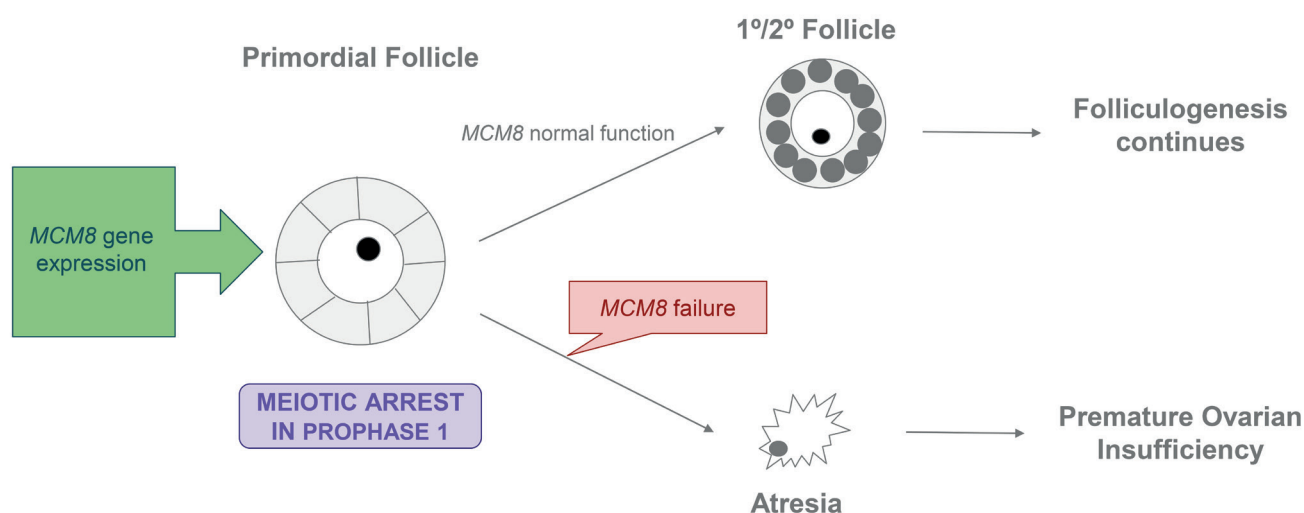 Primordial Follicle
1º/2º Follicle
MCM8 normal function
Folliculogenesis
continues
MCM8 gene
expression
MCM8 failure
MEIOTIC ARREST
IN PROPHASE 1
Atresia
Premature Ovarian
Insufficiency